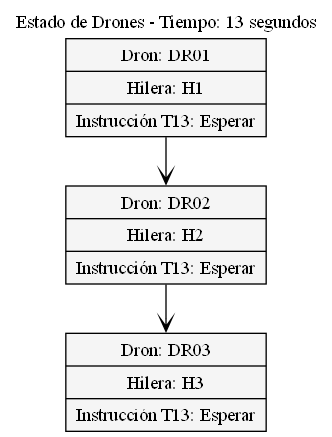 Estado de Drones - Tiempo: 13 segundos
Dron: DR01
Hilera: H1
Instrucción T13: Esperar
Dron: DR02
Hilera: H2
Instrucción T13: Esperar
Dron: DR03
Hilera: H3
Instrucción T13: Esperar